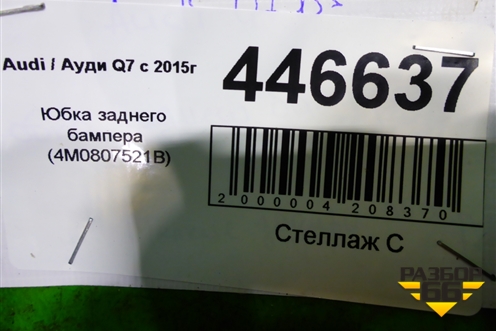 Audi / Ауди Q7 с 2015г
446637
Юбка заднего
бампера
(4M0807521B)
2000004208370
Стеллаж С
РАЗБОР
66